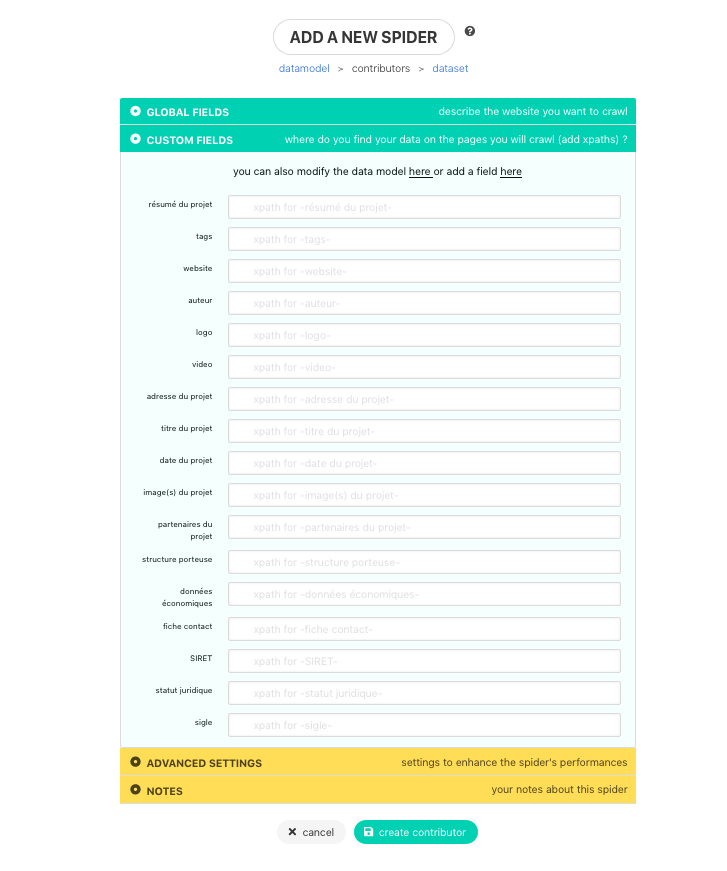 ADD A NEW SPIDER
datamodel > contributors > dataset
GLOBAL FIELDS describe the website you want to crawl
CUSTOM FIELDS where do you find your data on the pages you will crawl (add xpaths) ?
you can also modify the data model here or add a field here
résumé du projet xpath for -résumé du projet-
tags xpath for -tags-
website xpath for -website-
auteur xpath for -auteur-
logo xpath for -logo-
video xpath for -video-
adresse du projet xpath for -adresse du projet-
titre du projet xpath for -titre du projet-
date du projet xpath for -date du projet-
image(s) du projet xpath for -image(s) du projet-
partenaires du
projet xpath for -partenaires du projet-
structure porteuse xpath for -structure porteuse-
données
économiques xpath for -données économiques-
fiche contact xpath for -fiche contact-
SIRET xpath for -SIRET-
statut juridique xpath for -statut juridique-
sigle xpath for -sigle-
ADVANCED SETTINGS settings to enhance the spider's performances
NOTES your notes about this spider
cancel create contributor